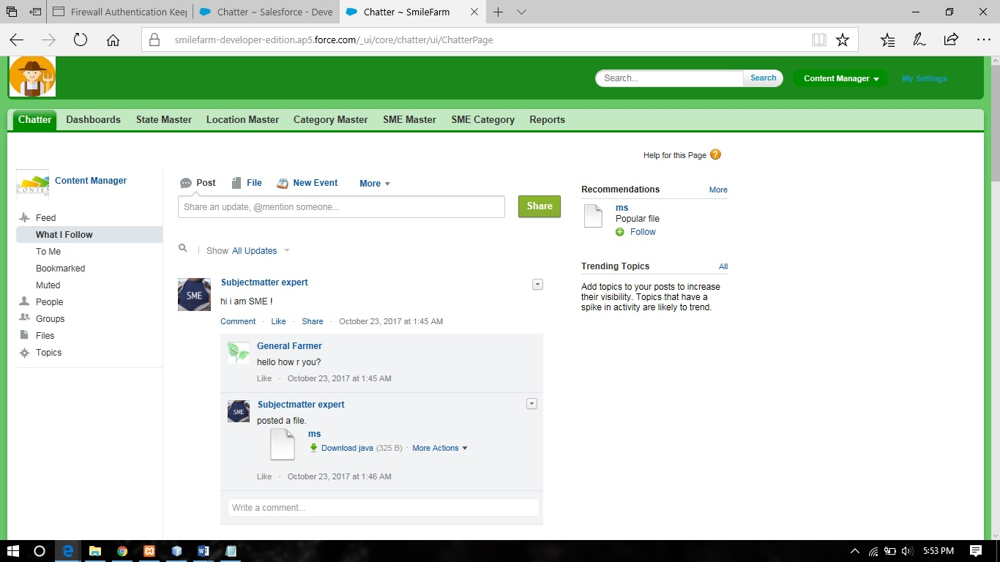 Firewall Authentication Keep
Chatter ~ Salesforce - Deve
Chatter ~ SmileFarm
smilefarm-developer-edition.ap5.force.com/_ui/core/chatter/ui/ChatterPage
Search...
Search
Content Manager
My Settings
Chatter
Dashboards
State Master
Location Master
Category Master
SME Master
SME Category
Reports
Help for this Page
Content Manager
Feed
What I Follow
To Me
Bookmarked
Muted
People
Groups
Files
Topics
Post
File
New Event
More
Share an update, @mention someone...
Share
Show All Updates
SME
Subjectmatter expert
hi i am SME !
Comment · Like · Share · October 23, 2017 at 1:45 AM
General Farmer
hello how r you?
Like · October 23, 2017 at 1:45 AM
SME
Subjectmatter expert
posted a file.
ms
Download java (325 B) · More Actions
Like · October 23, 2017 at 1:46 AM
Write a comment...
Recommendations
More
ms
Popular file
Follow
Trending Topics
All
Add topics to your posts to increase
their visibility. Topics that have a
spike in activity are likely to trend.
5:53 PM